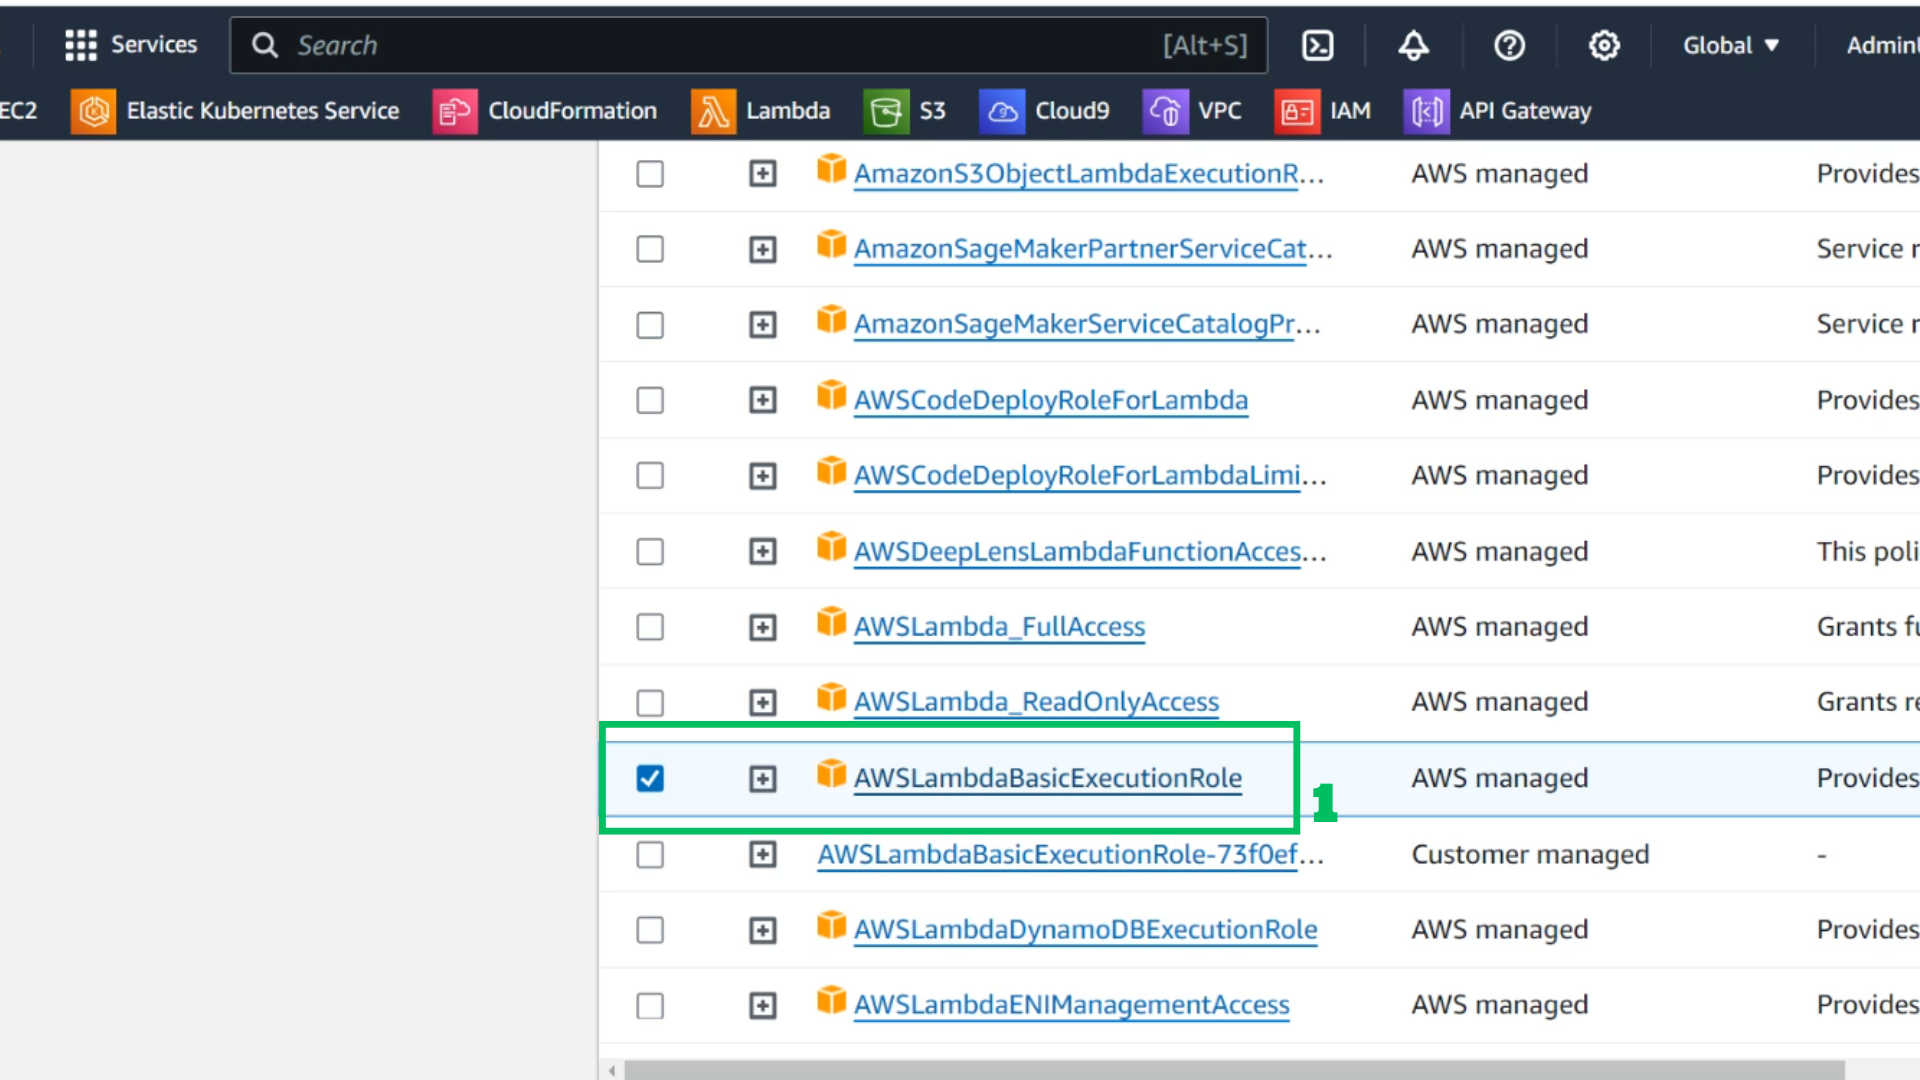 Services Search [Alt+S] Global Admin
EC2 Elastic Kubernetes Service CloudFormation Lambda S3 Cloud9 VPC IAM API Gateway
AmazonS3ObjectLambdaExecutionR... AWS managed Provides
AmazonSageMakerPartnerServiceCat... AWS managed Service r
AmazonSageMakerServiceCatalogPr... AWS managed Service r
AWSCodeDeployRoleForLambda AWS managed Provides
AWSCodeDeployRoleForLambdaLimi... AWS managed Provides
AWSDeepLensLambdaFunctionAcces... AWS managed This poli
AWSLambda_FullAccess AWS managed Grants fu
AWSLambda_ReadOnlyAccess AWS managed Grants re
AWSLambdaBasicExecutionRole AWS managed Provides
1
AWSLambdaBasicExecutionRole-73f0ef... Customer managed -
AWSLambdaDynamoDBExecutionRole AWS managed Provides
AWSLambdaENIManagementAccess AWS managed Provides